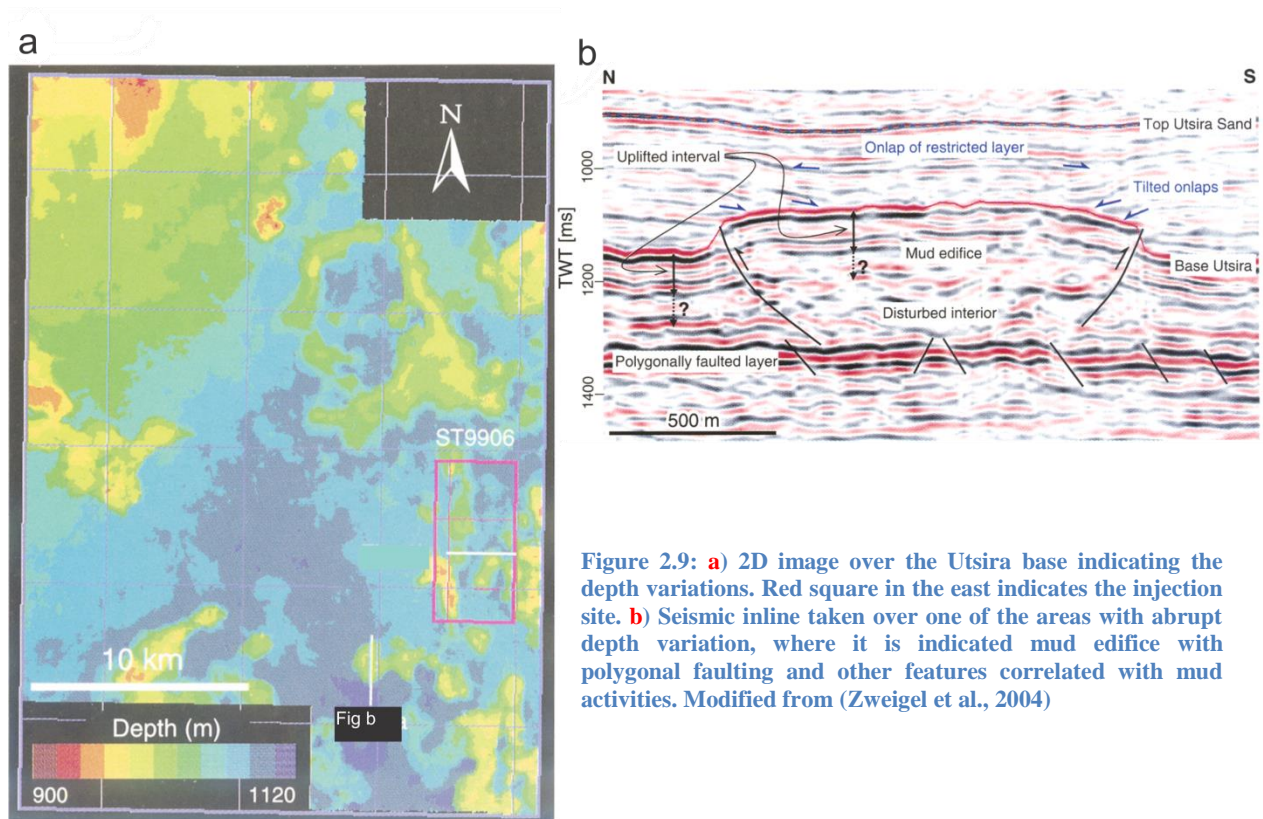 a
N
ST9906
10 km
Fig b
Depth (m)
900 1120
b
N S
TWT [ms]
1000
1200
1400
Top Utsira Sand
Uplifted interval
Onlap of restricted layer
Tilted onlaps
Mud edifice
Base Utsira
?
?
Disturbed interior
Polygonally faulted layer
500 m
Figure 2.9: a) 2D image over the Utsira base indicating the
depth variations. Red square in the east indicates the injection
site. b) Seismic inline taken over one of the areas with abrupt
depth variation, where it is indicated mud edifice with
polygonal faulting and other features correlated with mud
activities. Modified from (Zweigel et al., 2004)